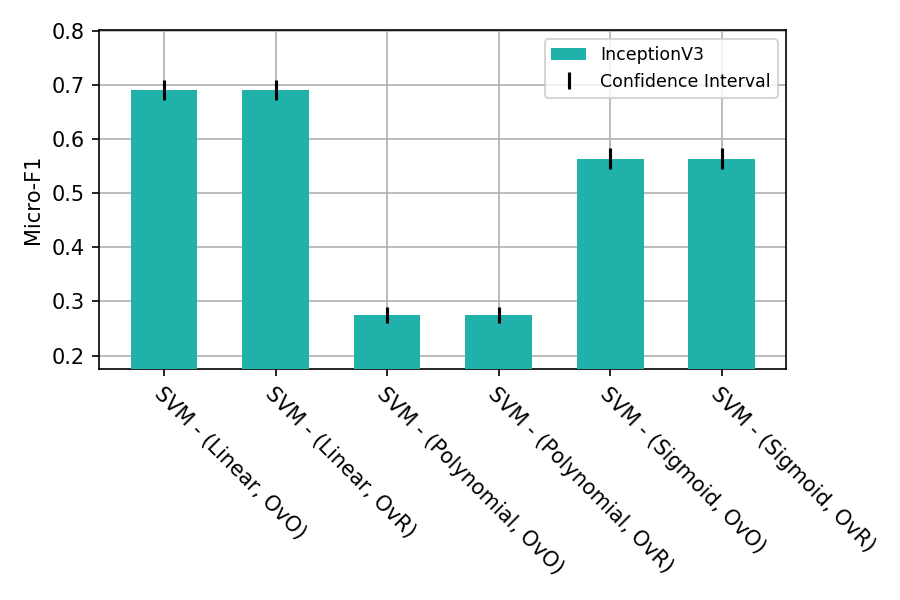 0.8
0.7
0.6
0.5
0.4
0.3
0.2
Micro-F1
InceptionV3
Confidence Interval
SVM - (Linear, OvO)
SVM - (Linear, OvR)
SVM - (Polynomial, OvO)
SVM - (Polynomial, OvR)
SVM - (Sigmoid, OvO)
SVM - (Sigmoid, OvR)